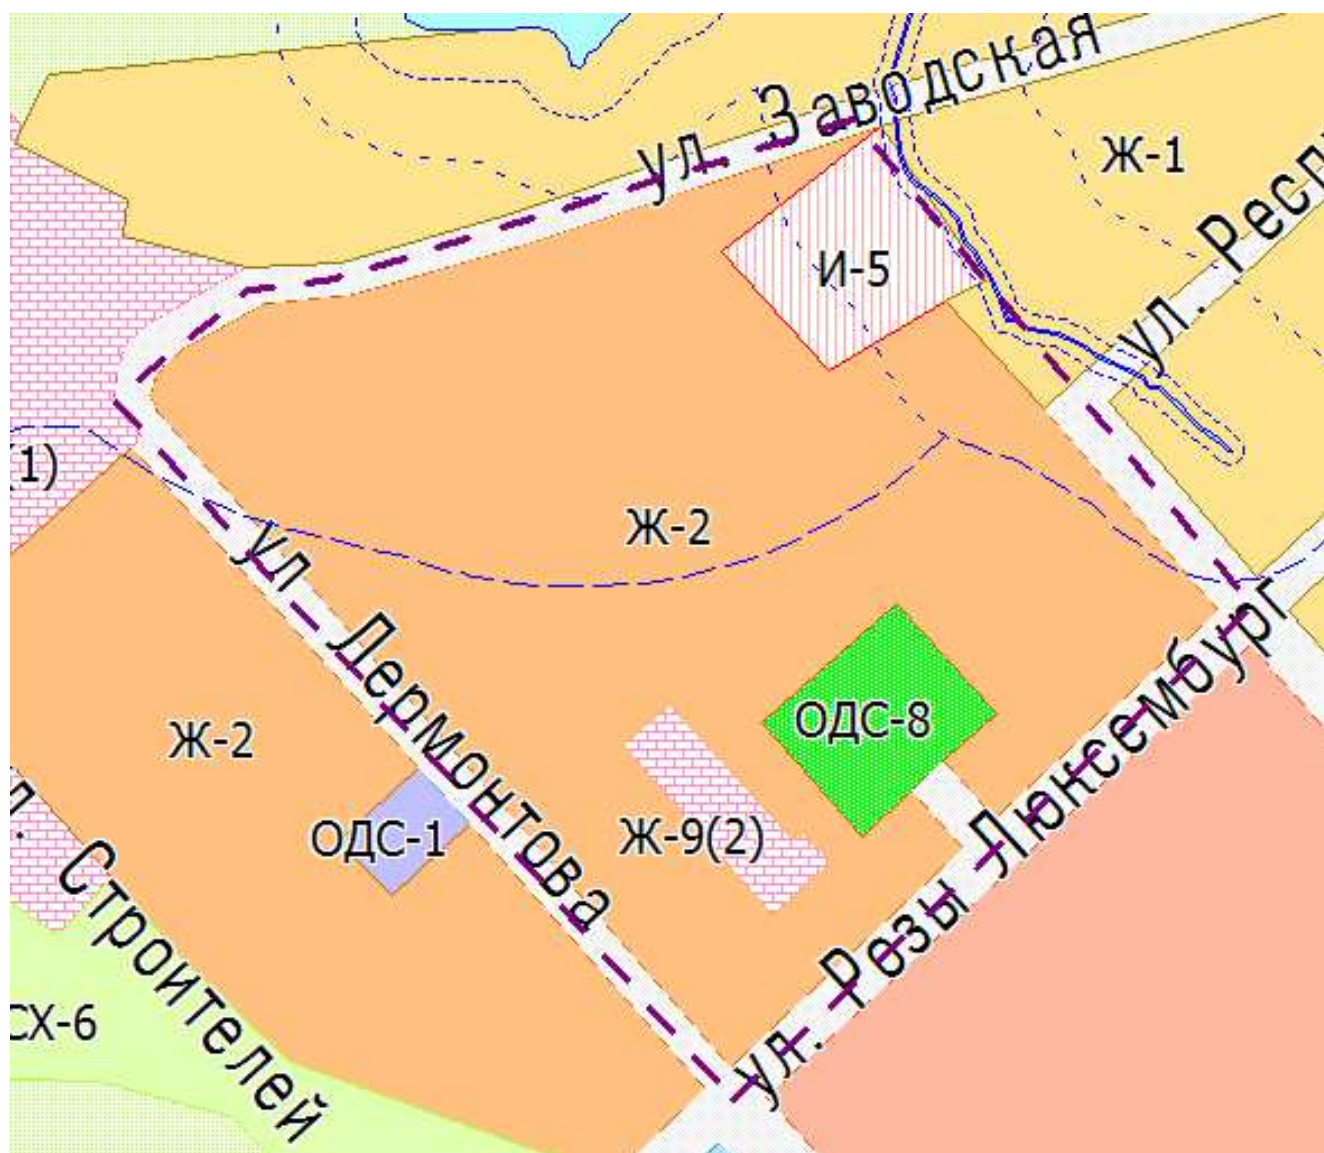 ул. Заводская
Ж-1
ул. Респ
И-5
(1)
Ж-2
ул Лермонтова
ОДС-8
Ж-2
ОДС-1
Ж-9(2)
ул. Розы Люксембург
л. Строителей
СХ-6